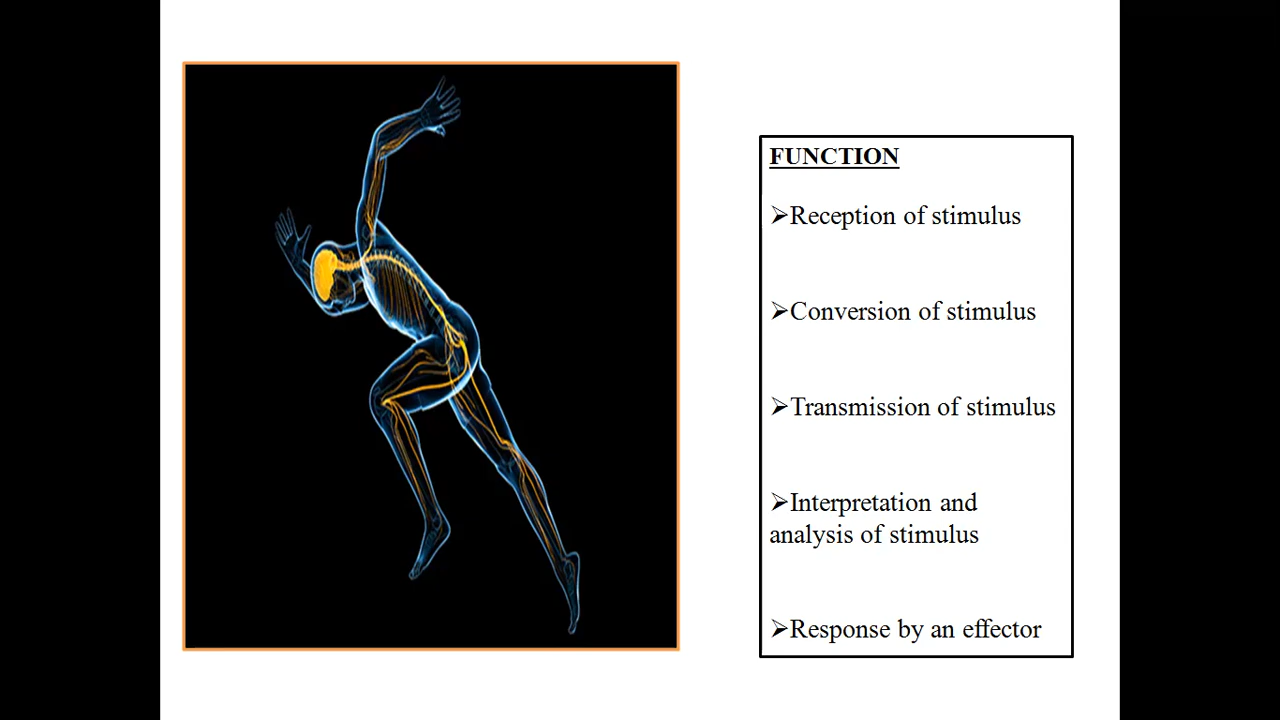 FUNCTION
➢Reception of stimulus
➢Conversion of stimulus
➢Transmission of stimulus
➢Interpretation and
analysis of stimulus
➢Response by an effector